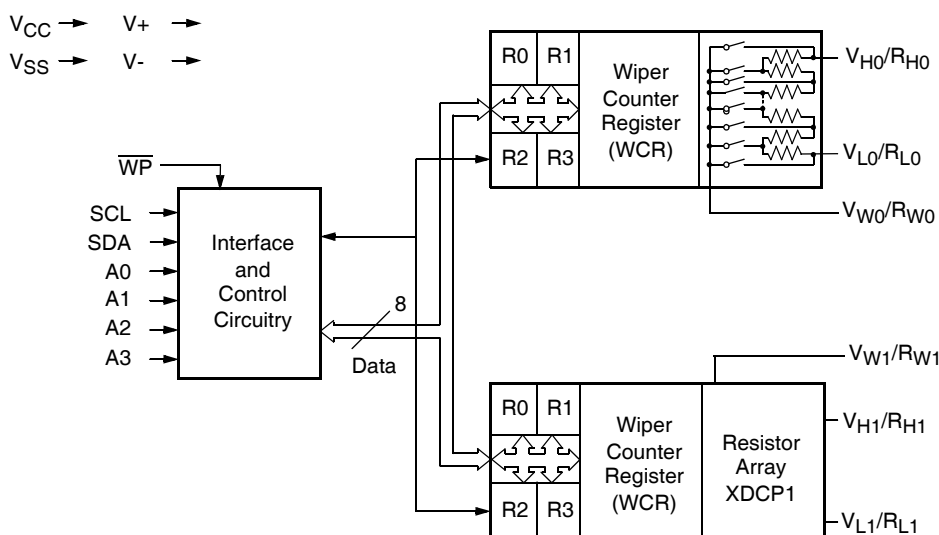 VCC V+
VSS V-
WP
SCL
SDA
A0
A1
A2
A3
Interface
and
Control
Circuitry
8
Data
R0 R1
R2 R3
Wiper
Counter
Register
(WCR)
VH0/RH0
VL0/RL0
VW0/RW0
R0 R1
R2 R3
Wiper
Counter
Register
(WCR)
Resistor
Array
XDCP1
VW1/RW1
VH1/RH1
VL1/RL1